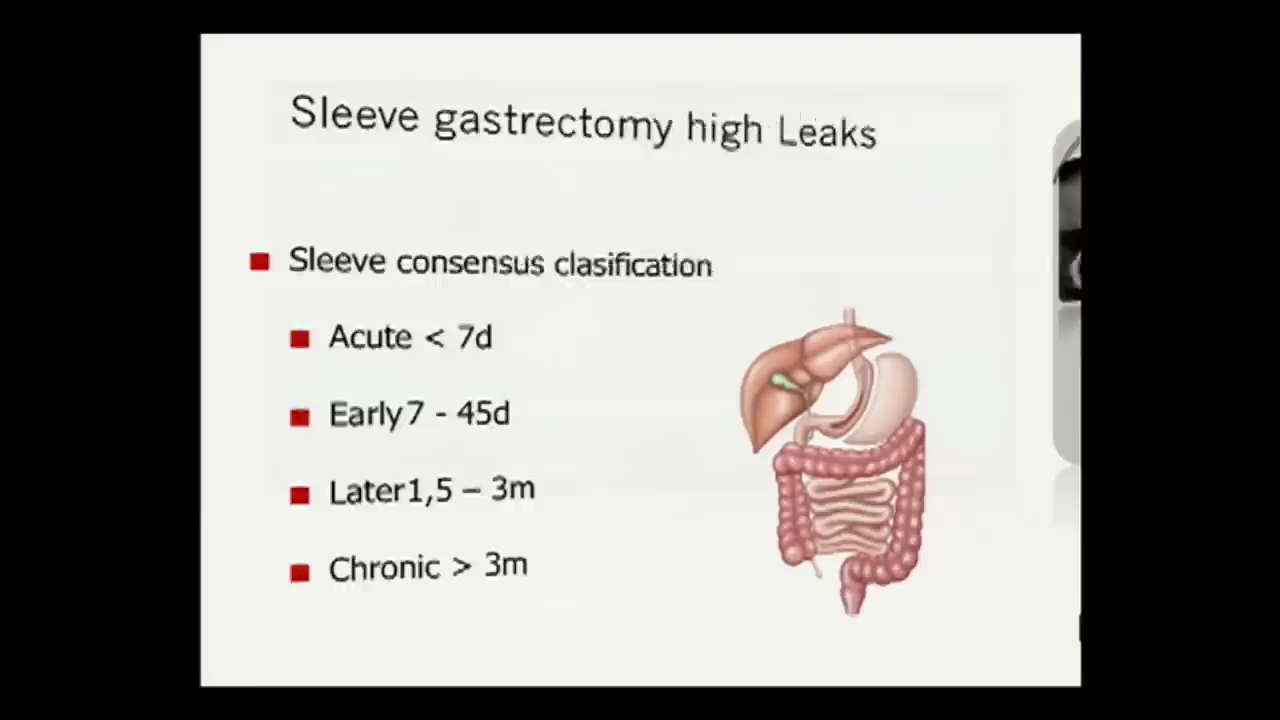 Sleeve gastrectomy high Leaks
Sleeve consensus clasification
Acute < 7d
Early 7 - 45d
Later 1,5 – 3m
Chronic > 3m